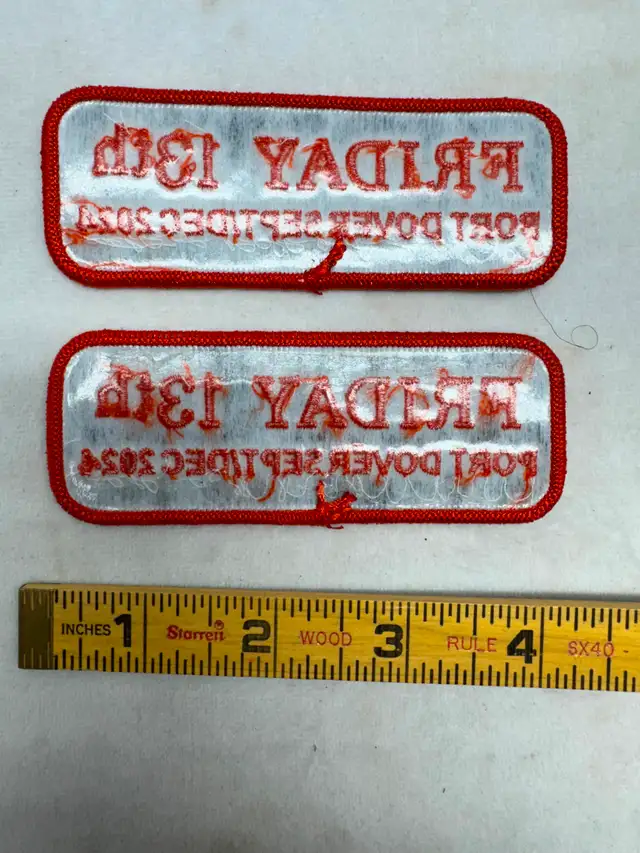 FRIDAY 13th
PORT DOVER SEPT/DEC 2024
FRIDAY 13th
PORT DOVER SEPT/DEC 2024
INCHES 1 Starrett 2 WOOD 3 RULE 4 SX40